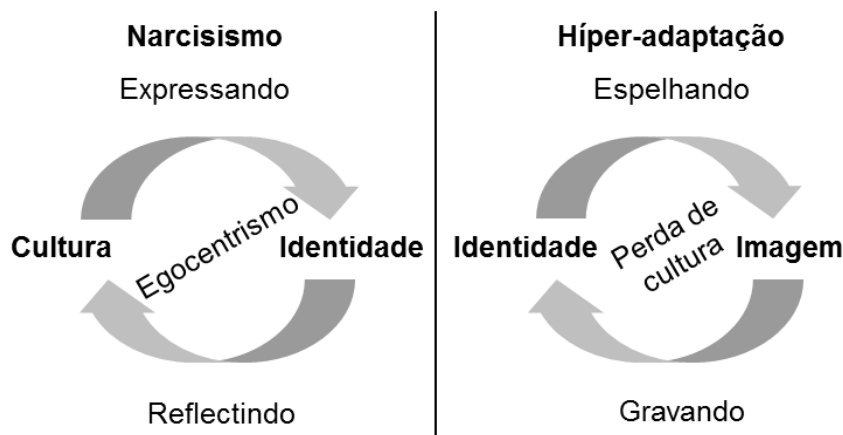 Narcisismo
Expressando
Cultura
Egocentrismo
Identidade
Reflectindo
Híper-adaptação
Espelhando
Identidade
Perda de
cultura
Imagem
Gravando